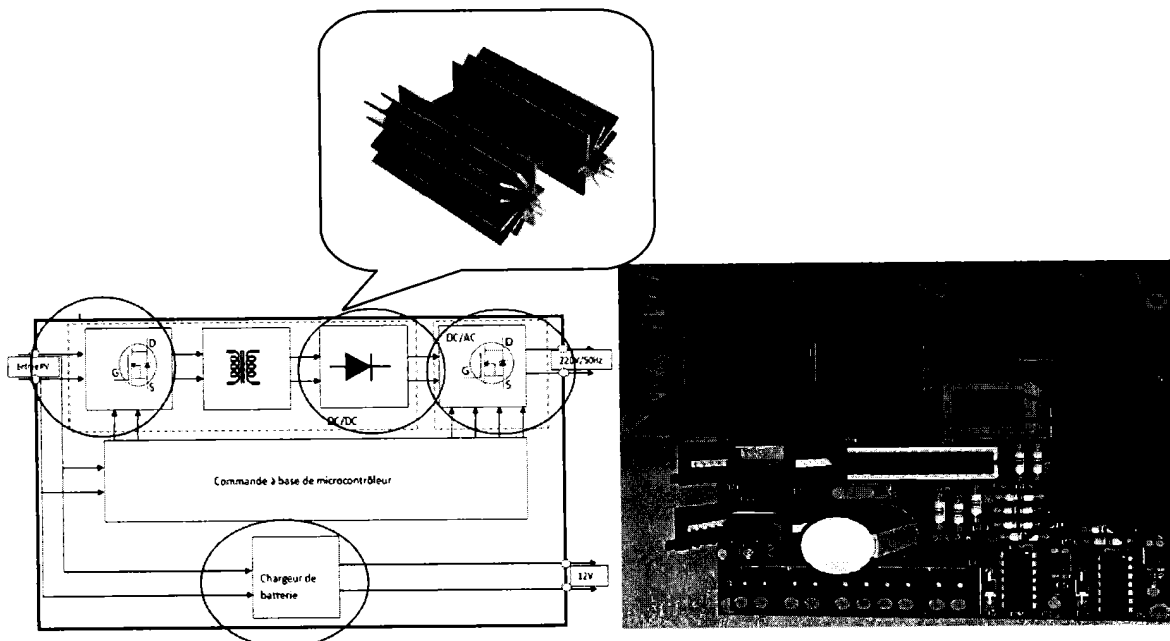 Entrée PV
G
D
S
DC/AC
G
D
S
220V/50Hz
DC/DC
Commande à base de microcontrôleur
Chargeur de
batterie
12V